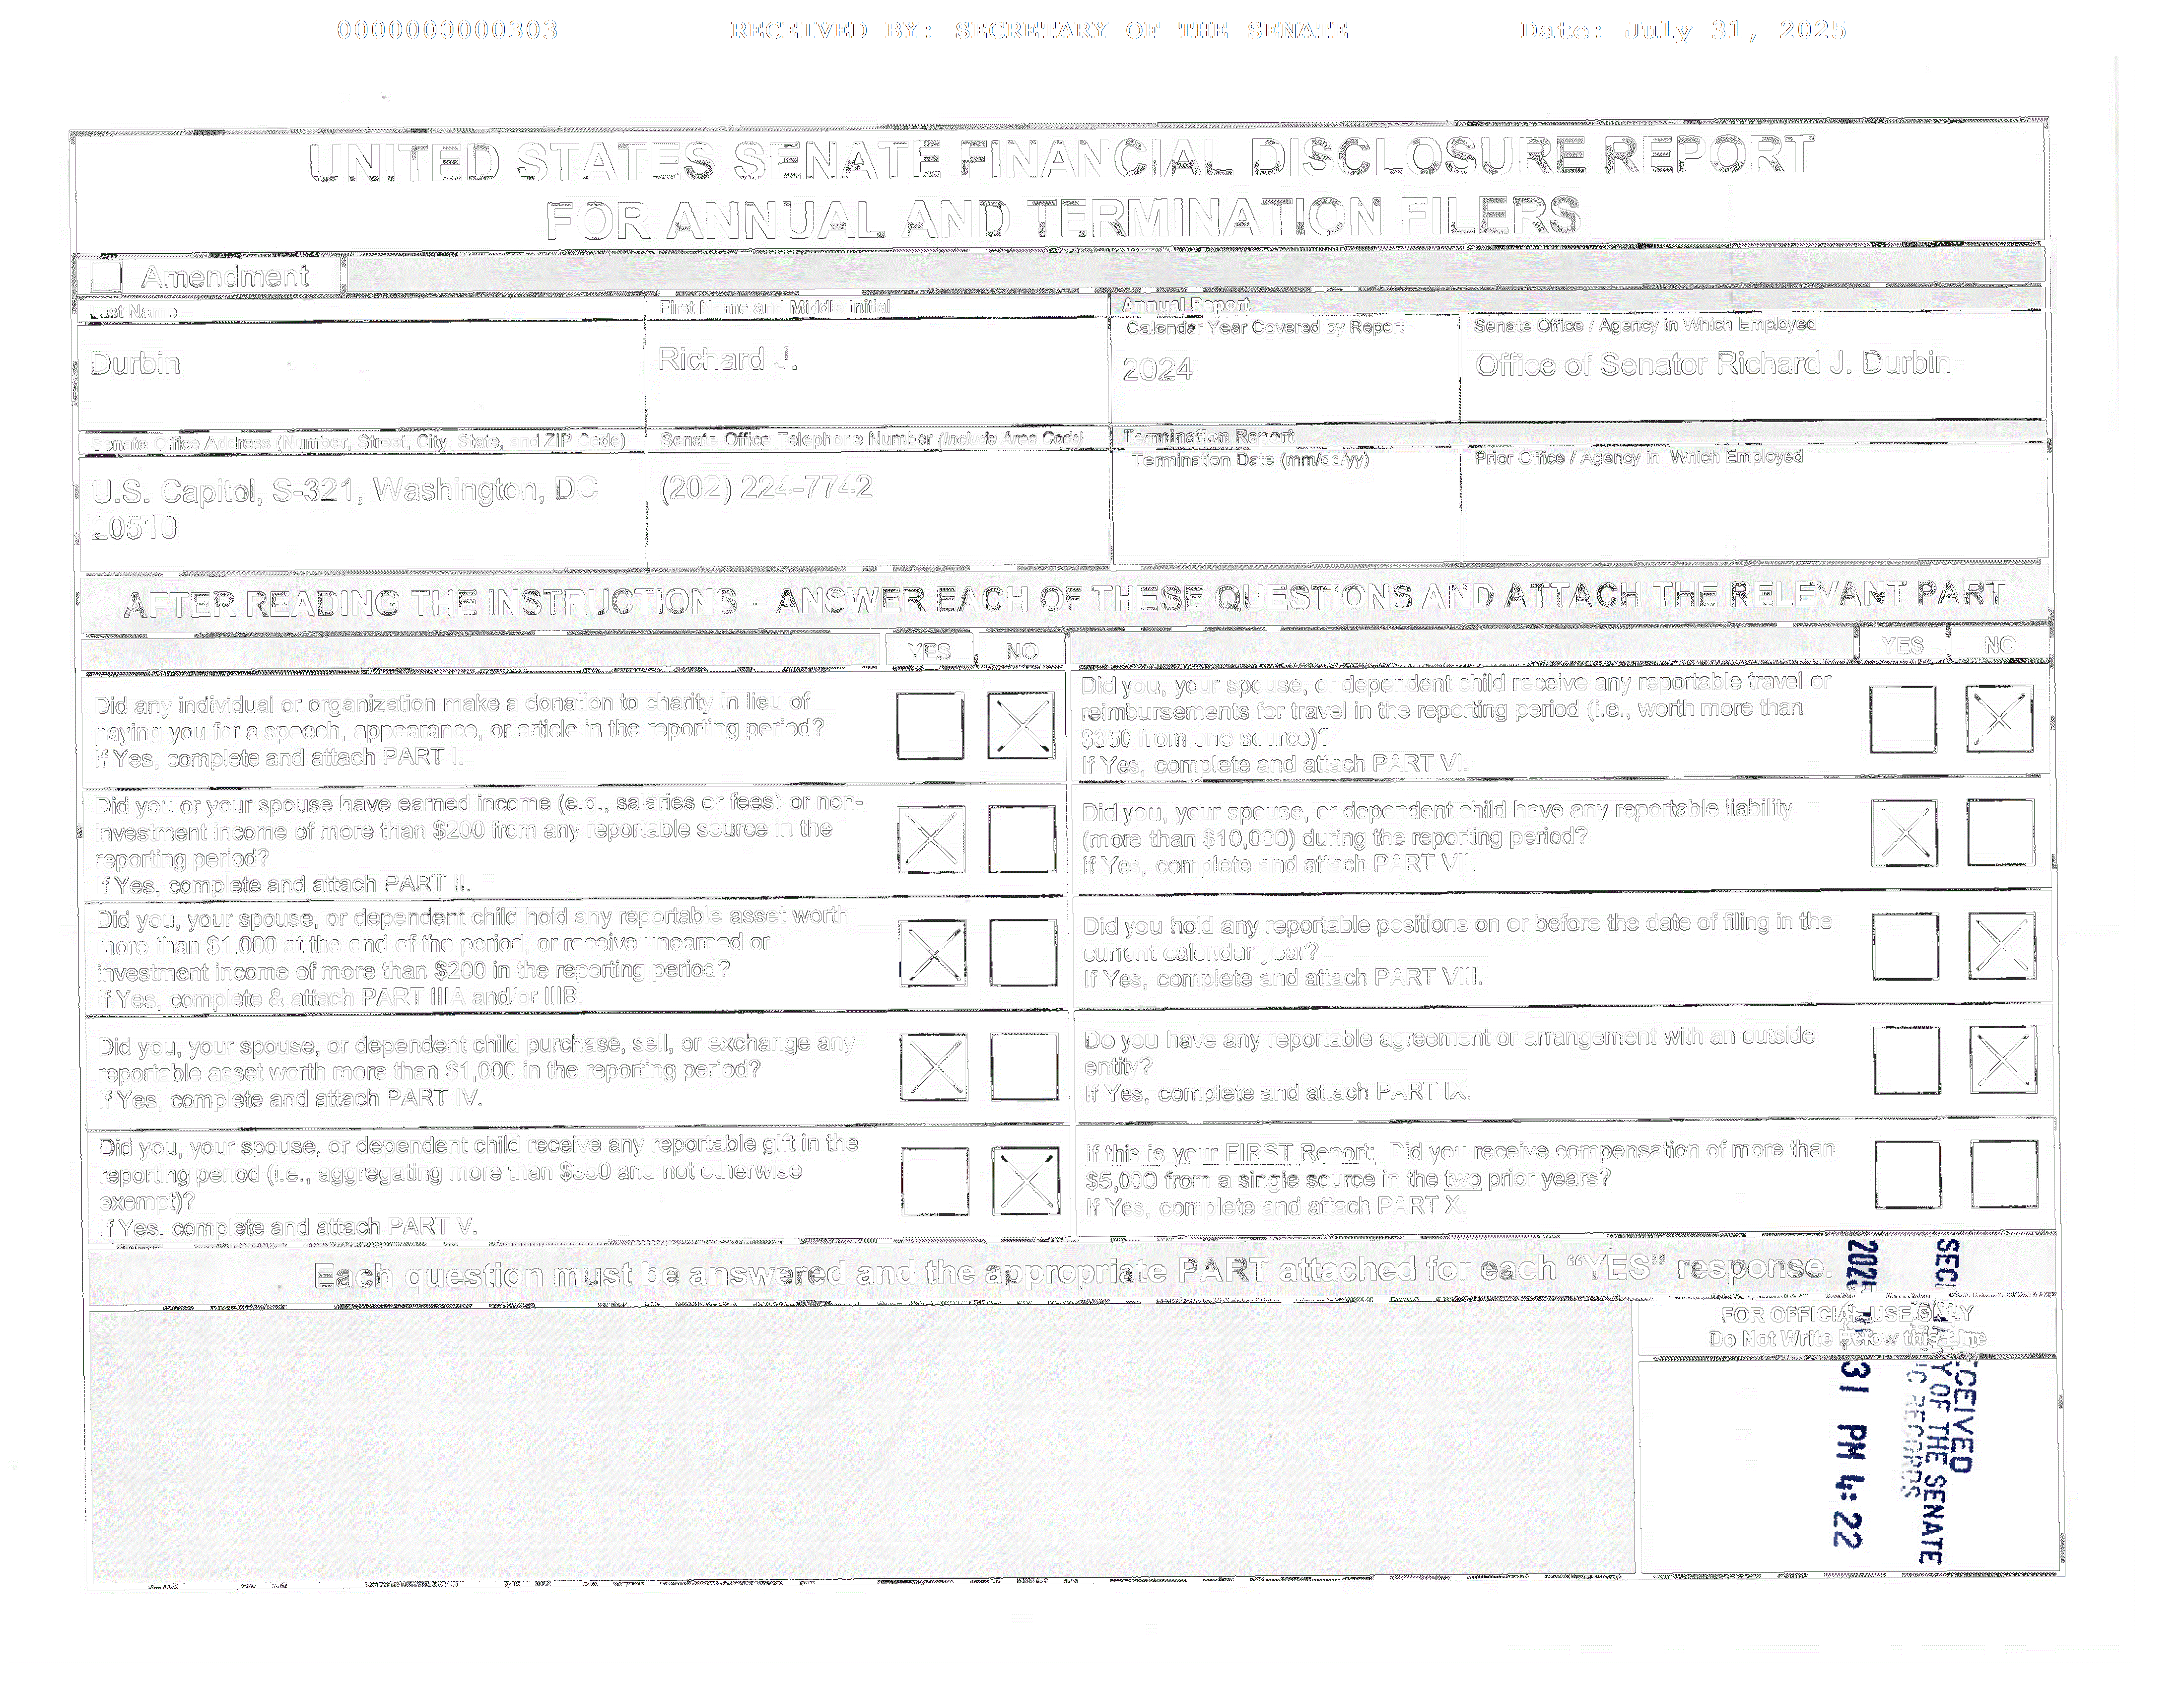 0000000000303 RECEIVED BY: SECRETARY OF THE SENATE Date: July 31, 2025
UNITED STATES SENATE FINANCIAL DISCLOSURE REPORT
FOR ANNUAL AND TERMINATION FILERS
Amendment
Last Name
Durbin
First Name and Middle Initial
Richard J.
Annual Report
Calendar Year Covered by Report
2024
Senate Office / Agency in Which Employed
Office of Senator Richard J. Durbin
Senate Office Address (Number, Street, City, State, and ZIP Code)
U.S. Capitol, S-321, Washington, DC
20510
Senate Office Telephone Number (Include Area Code)
(202) 224-7742
Termination Report
Termination Date (mm/dd/yy)
Prior Office / Agency in Which Employed
AFTER READING THE INSTRUCTIONS – ANSWER EACH OF THESE QUESTIONS AND ATTACH THE RELEVANT PART
YES NO
Did any individual or organization make a donation to charity in lieu of
paying you for a speech, appearance, or article in the reporting period?
If Yes, complete and attach PART I.
Did you or your spouse have earned income (e.g., salaries or fees) or non-
investment income of more than $200 from any reportable source in the
reporting period?
If Yes, complete and attach PART II.
Did you, your spouse, or dependent child hold any reportable asset worth
more than $1,000 at the end of the period, or receive unearned or
investment income of more than $200 in the reporting period?
If Yes, complete & attach PART IIIA and/or IIIB.
Did you, your spouse, or dependent child purchase, sell, or exchange any
reportable asset worth more than $1,000 in the reporting period?
If Yes, complete and attach PART IV.
Did you, your spouse, or dependent child receive any reportable gift in the
reporting period (i.e., aggregating more than $350 and not otherwise
exempt)?
If Yes, complete and attach PART V.
YES NO
Did you, your spouse, or dependent child receive any reportable travel or
reimbursements for travel in the reporting period (i.e., worth more than
$350 from one source)?
If Yes, complete and attach PART VI.
Did you, your spouse, or dependent child have any reportable liability
(more than $10,000) during the reporting period?
If Yes, complete and attach PART VII.
Did you hold any reportable positions on or before the date of filing in the
current calendar year?
If Yes, complete and attach PART VIII.
Do you have any reportable agreement or arrangement with an outside
entity?
If Yes, complete and attach PART IX.
If this is your FIRST Report: Did you receive compensation of more than
$5,000 from a single source in the two prior years?
If Yes, complete and attach PART X.
Each question must be answered and the appropriate PART attached for each “YES” response.
FOR OFFICIAL USE ONLY
Do Not Write Below this Line
OF THE SENATE
RECORDS
31 PM 4:22